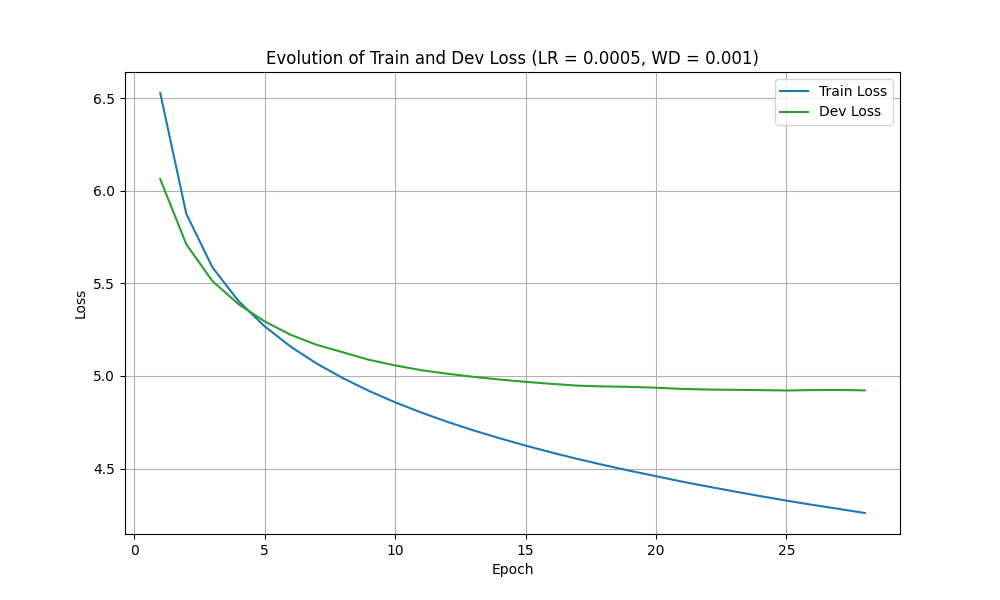 Evolution of Train and Dev Loss (LR = 0.0005, WD = 0.001)
Train Loss
Dev Loss
6.5
6.0
5.5
5.0
4.5
Loss
0
5
10
15
20
25
Epoch